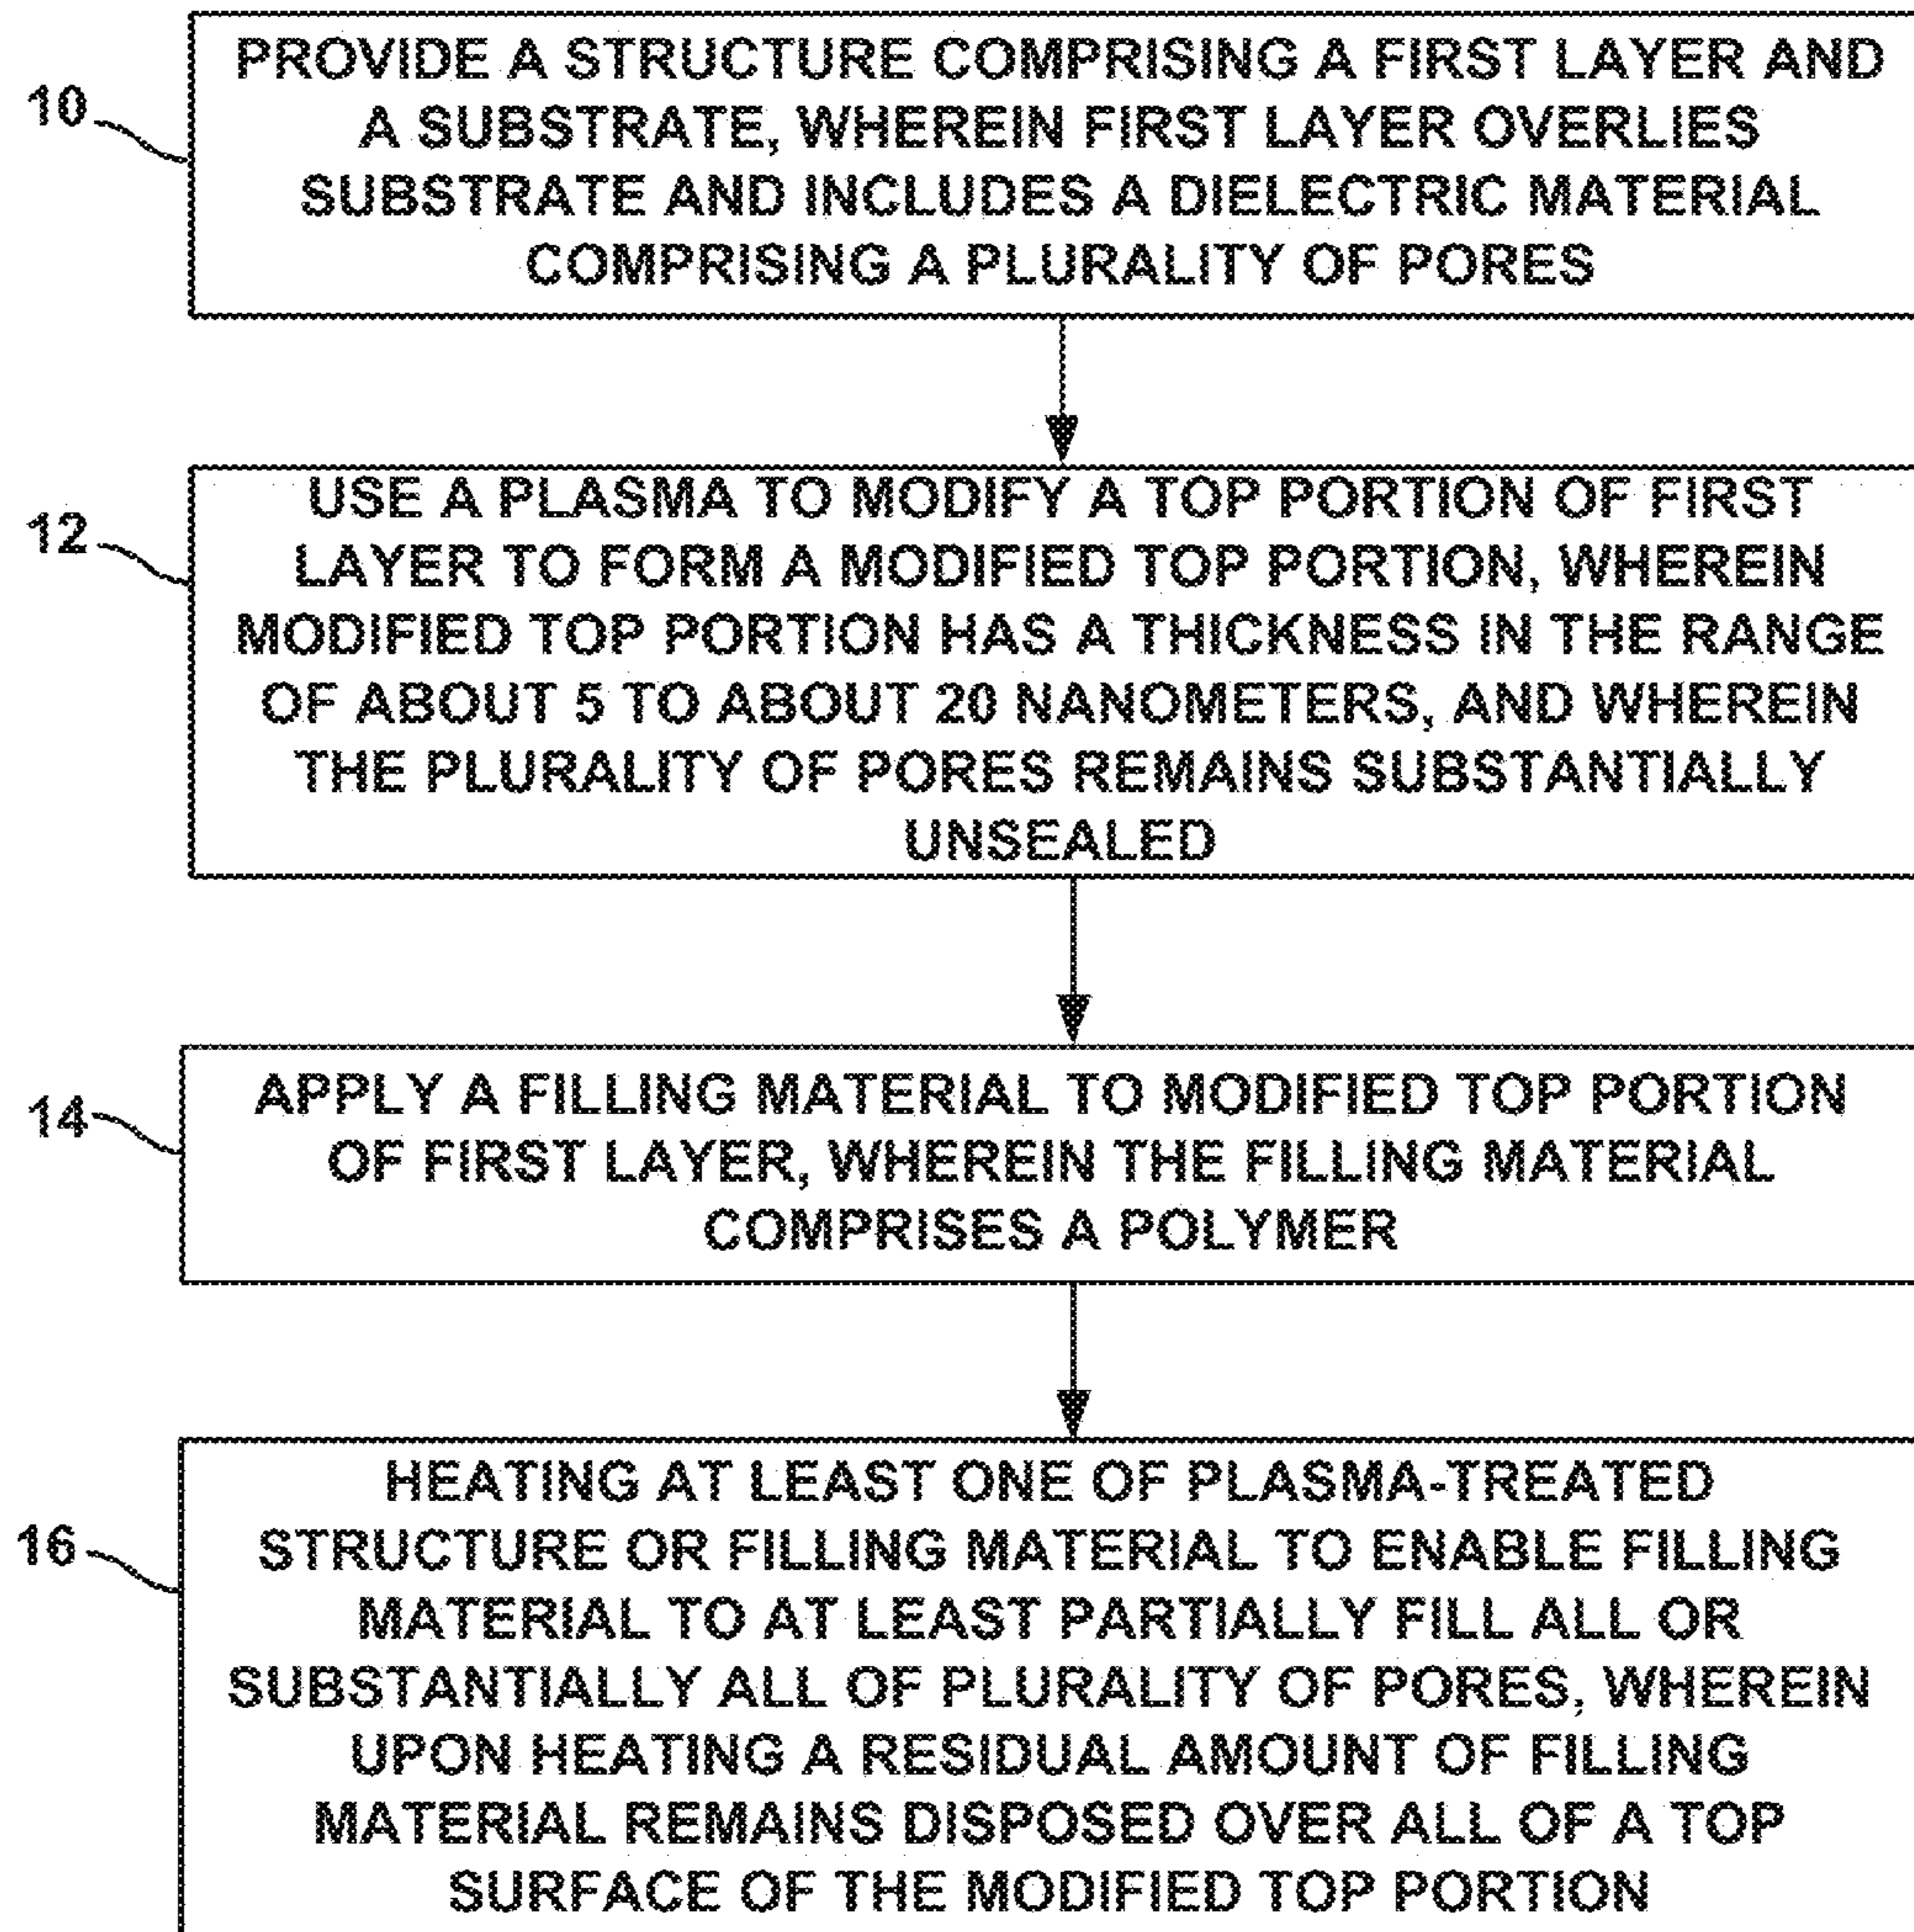 10
PROVIDE A STRUCTURE COMPRISING A FIRST LAYER AND
A SUBSTRATE, WHEREIN FIRST LAYER OVERLIES
SUBSTRATE AND INCLUDES A DIELECTRIC MATERIAL
COMPRISING A PLURALITY OF PORES
12
USE A PLASMA TO MODIFY A TOP PORTION OF FIRST
LAYER TO FORM A MODIFIED TOP PORTION, WHEREIN
MODIFIED TOP PORTION HAS A THICKNESS IN THE RANGE
OF ABOUT 5 TO ABOUT 20 NANOMETERS, AND WHEREIN
THE PLURALITY OF PORES REMAINS SUBSTANTIALLY
UNSEALED
14
APPLY A FILLING MATERIAL TO MODIFIED TOP PORTION
OF FIRST LAYER, WHEREIN THE FILLING MATERIAL
COMPRISES A POLYMER
16
HEATING AT LEAST ONE OF PLASMA-TREATED
STRUCTURE OR FILLING MATERIAL TO ENABLE FILLING
MATERIAL TO AT LEAST PARTIALLY FILL ALL OR
SUBSTANTIALLY ALL OF PLURALITY OF PORES, WHEREIN
UPON HEATING A RESIDUAL AMOUNT OF FILLING
MATERIAL REMAINS DISPOSED OVER ALL OF A TOP
SURFACE OF THE MODIFIED TOP PORTION